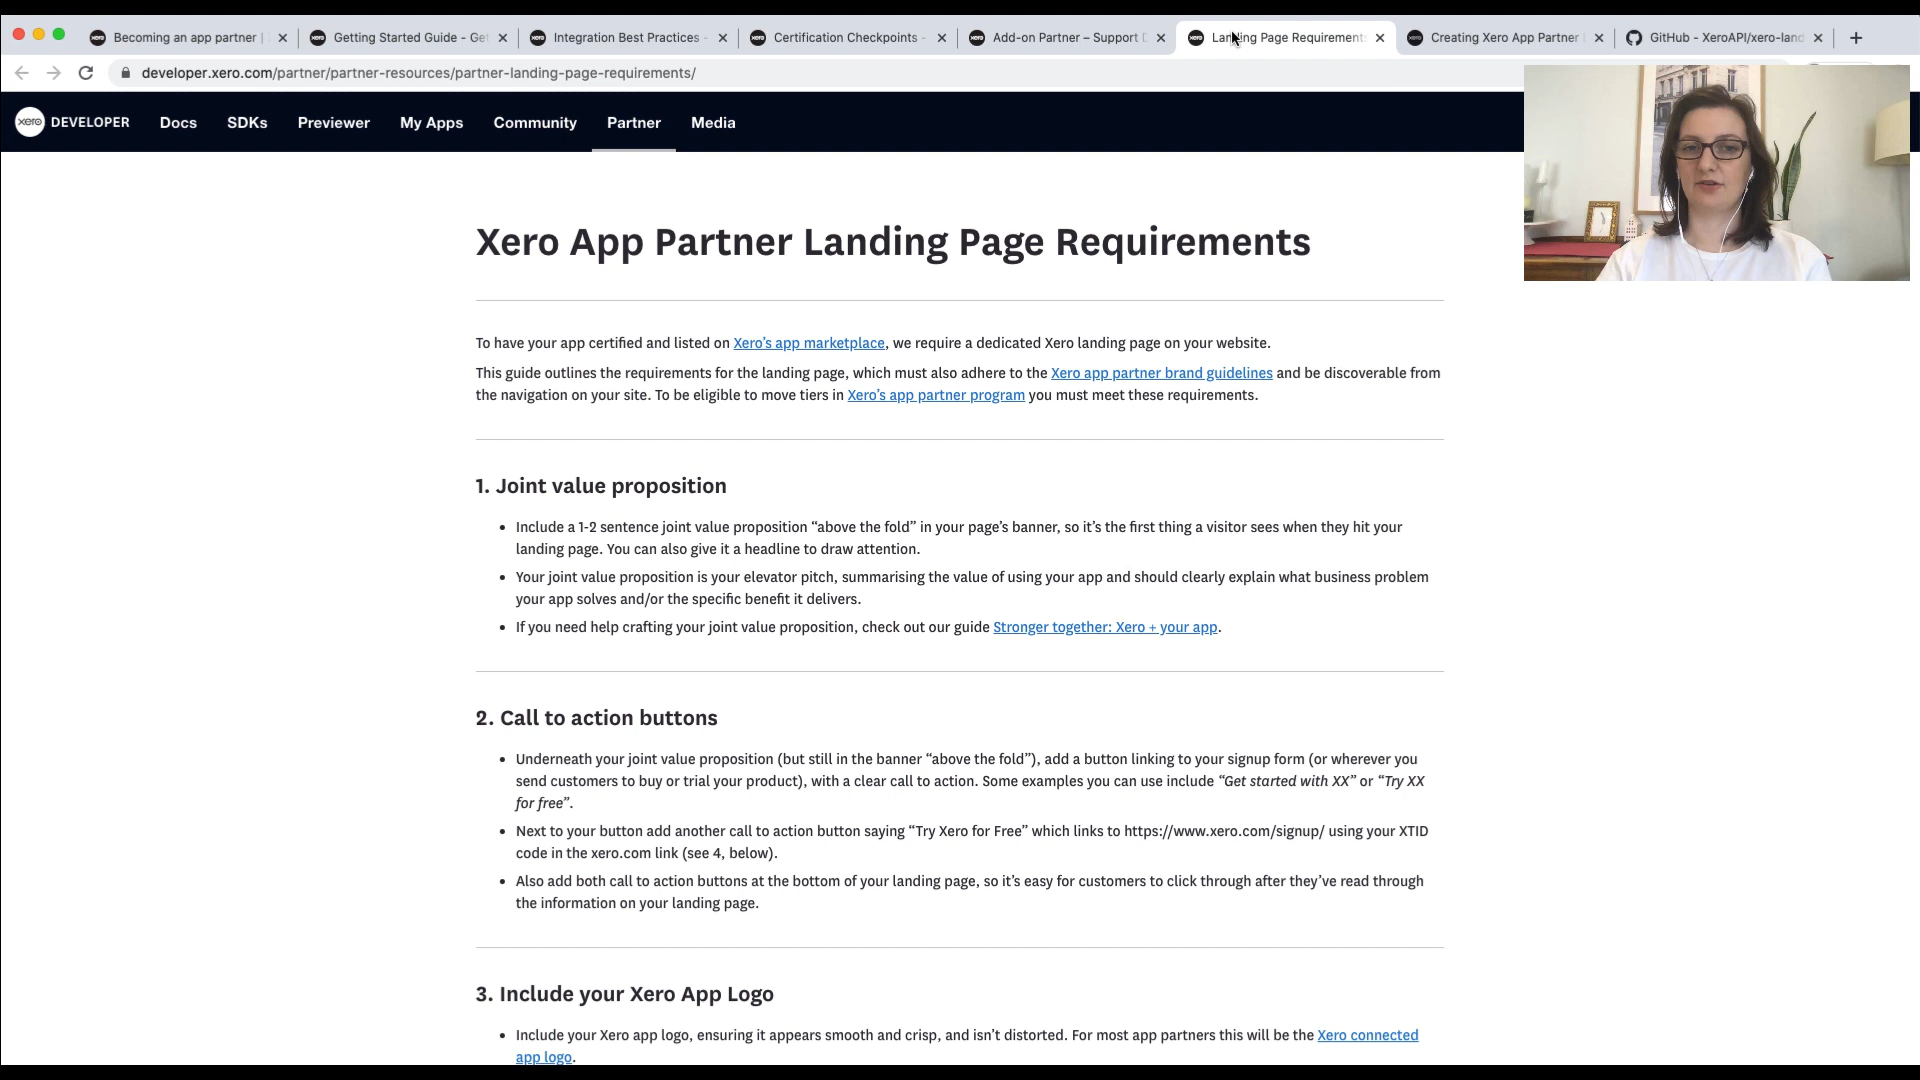 Becoming an app partner |
Getting Started Guide - Get
Integration Best Practices -
Certification Checkpoints -
Add-on Partner – Support D
Landing Page Requirement
Creating Xero App Partner L
GitHub - XeroAPI/xero-land
developer.xero.com/partner/partner-resources/partner-landing-page-requirements/
xero DEVELOPER Docs SDKs Previewer My Apps Community Partner Media
Xero App Partner Landing Page Requirements
To have your app certified and listed on Xero’s app marketplace, we require a dedicated Xero landing page on your website.
This guide outlines the requirements for the landing page, which must also adhere to the Xero app partner brand guidelines and be discoverable from
the navigation on your site. To be eligible to move tiers in Xero’s app partner program you must meet these requirements.
1. Joint value proposition
• Include a 1-2 sentence joint value proposition “above the fold” in your page’s banner, so it’s the first thing a visitor sees when they hit your
landing page. You can also give it a headline to draw attention.
• Your joint value proposition is your elevator pitch, summarising the value of using your app and should clearly explain what business problem
your app solves and/or the specific benefit it delivers.
• If you need help crafting your joint value proposition, check out our guide Stronger together: Xero + your app.
2. Call to action buttons
• Underneath your joint value proposition (but still in the banner “above the fold”), add a button linking to your signup form (or wherever you
send customers to buy or trial your product), with a clear call to action. Some examples you can use include “Get started with XX” or “Try XX
for free”.
• Next to your button add another call to action button saying “Try Xero for Free” which links to https://www.xero.com/signup/ using your XTID
code in the xero.com link (see 4, below).
• Also add both call to action buttons at the bottom of your landing page, so it’s easy for customers to click through after they’ve read through
the information on your landing page.
3. Include your Xero App Logo
• Include your Xero app logo, ensuring it appears smooth and crisp, and isn’t distorted. For most app partners this will be the Xero connected
app logo.